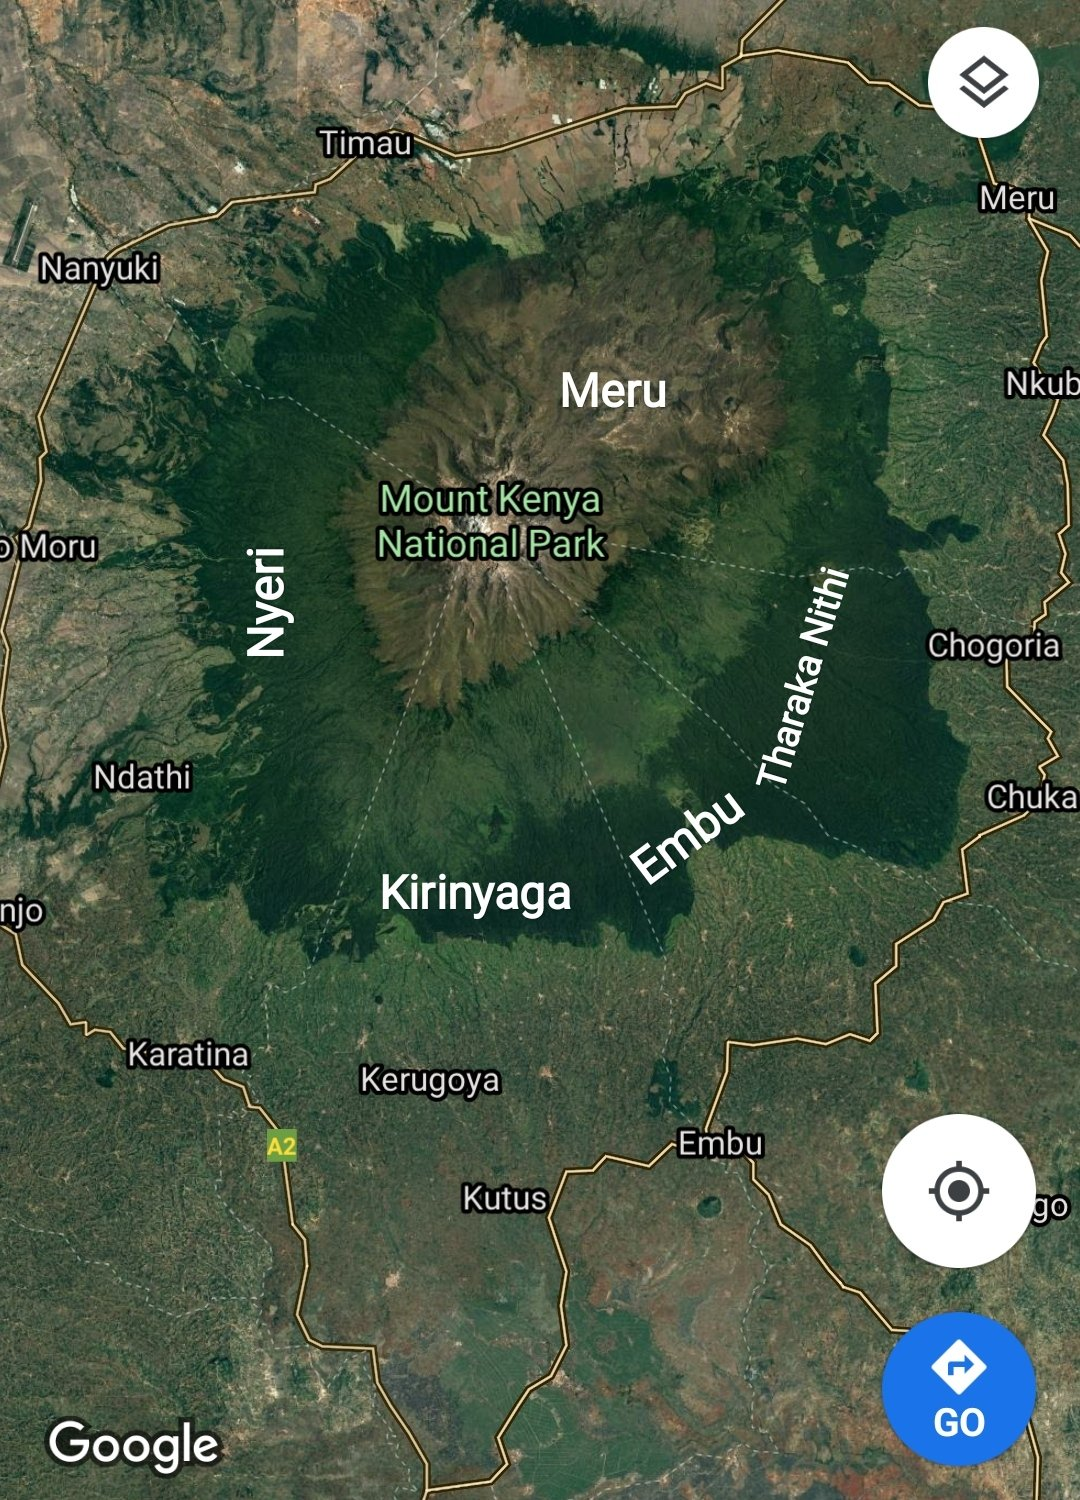 Timau
Meru
Nanyuki
Meru
Nkub
Mount Kenya
National Park
o Moru
Nyeri
Tharaka Nithi
Chogoria
Ndathi
Chuka
Embu
Kirinyaga
njo
Karatina
Kerugoya
A2
Embu
Kutus
go
GO
Google